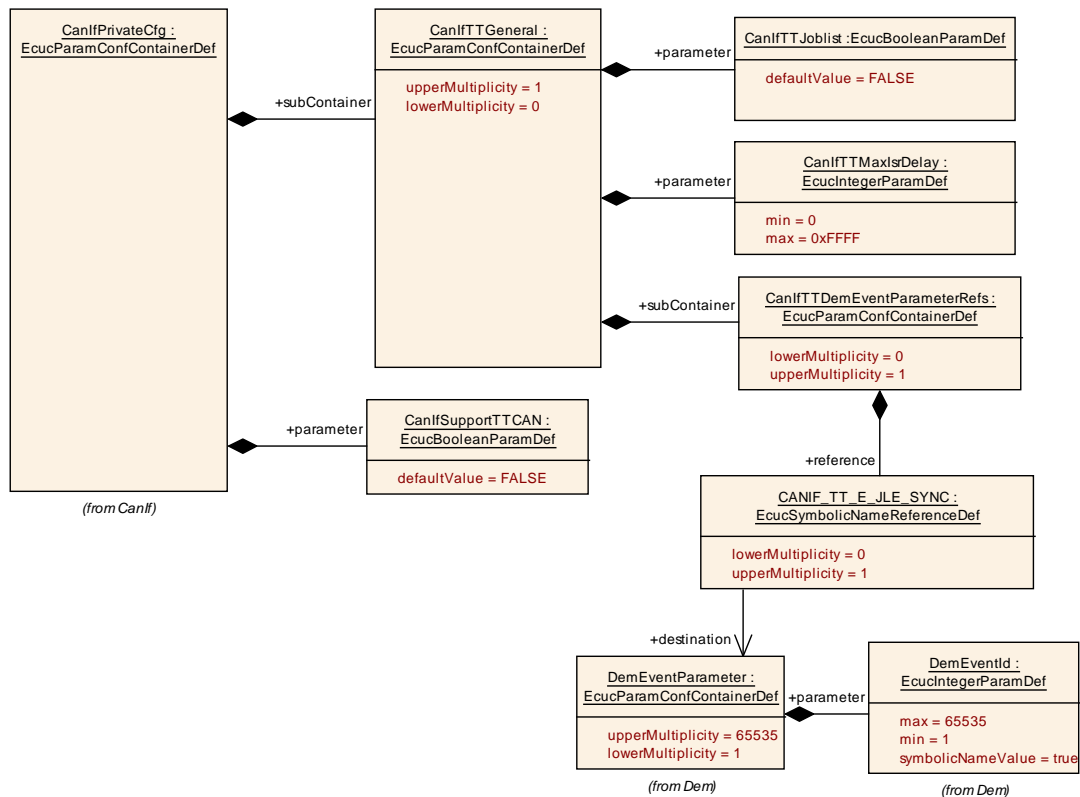 CanIfPrivateCfg :
EcucParamConfContainerDef
(from CanIf)
+subContainer
CanIfTTGeneral :
EcucParamConfContainerDef
upperMultiplicity = 1
lowerMultiplicity = 0
+parameter
CanIfTTJoblist :EcucBooleanParamDef
defaultValue = FALSE
+parameter
CanIfTTMaxIsrDelay :
EcucIntegerParamDef
min = 0
max = 0xFFFF
+subContainer
CanIfTTDemEventParameterRefs :
EcucParamConfContainerDef
lowerMultiplicity = 0
upperMultiplicity = 1
+parameter
CanIfSupportTTCAN :
EcucBooleanParamDef
defaultValue = FALSE
+reference
CANIF_TT_E_JLE_SYNC :
EcucSymbolicNameReferenceDef
lowerMultiplicity = 0
upperMultiplicity = 1
+destination
DemEventParameter :
EcucParamConfContainerDef
upperMultiplicity = 65535
lowerMultiplicity = 1
(from Dem)
+parameter
DemEventId :
EcucIntegerParamDef
max = 65535
min = 1
symbolicNameValue = true
(from Dem)